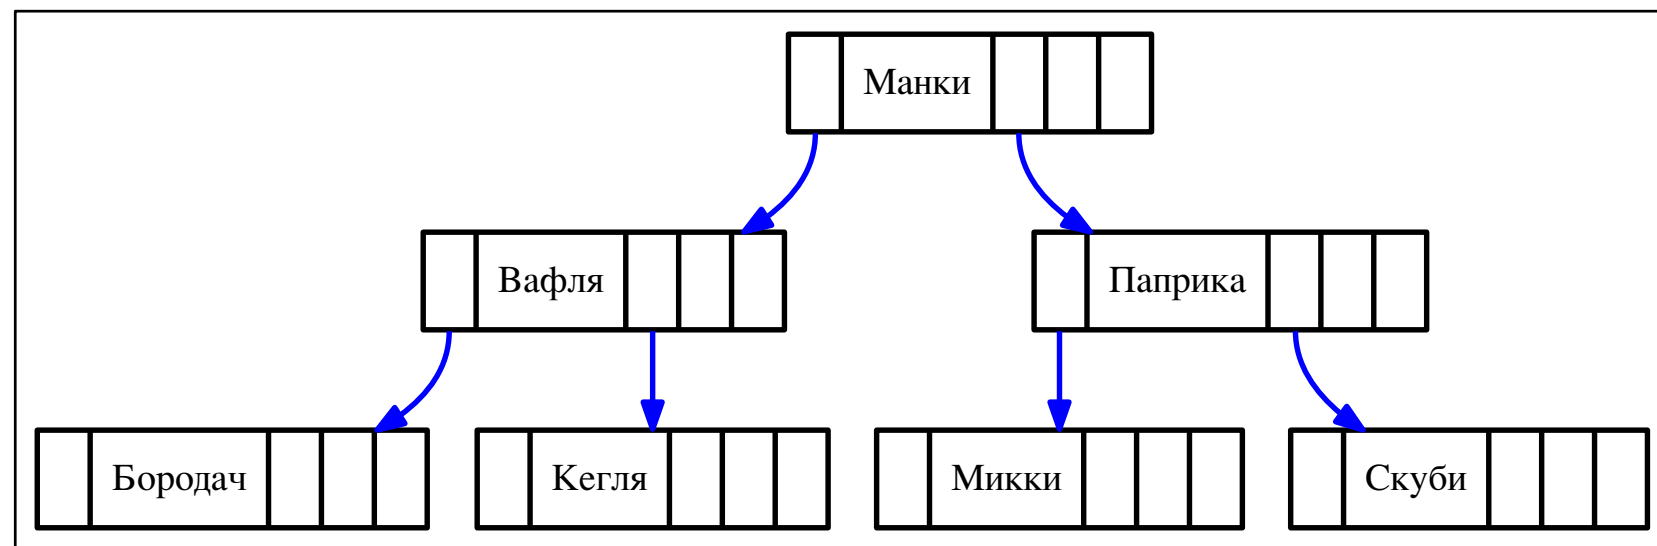 Манки
Вафля
Паприка
Бородач
Кегля
Микки
Скуби